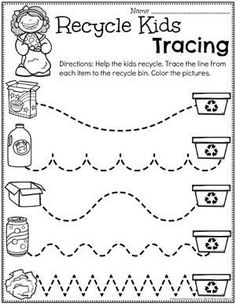 Name
Recycle Kids
Tracing
Directions: Help the kids recycle. Trace the line from
each item to the recycle bin. Color the pictures.